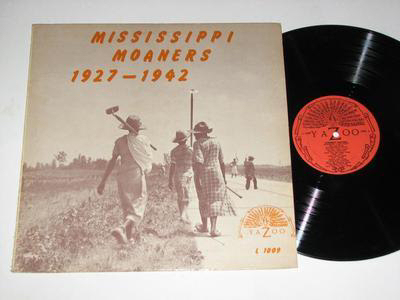 MISSISSIPPI
MOANERS
1927-1942
YAZOO
L 1009
YAZOO